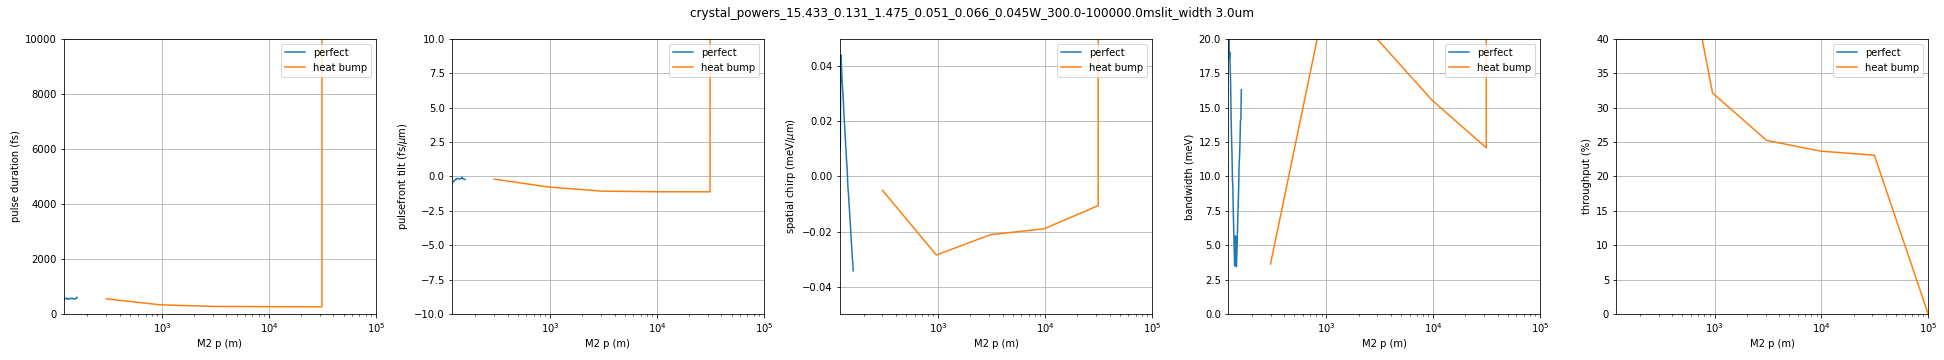 crystal_powers_15.433_0.131_1.475_0.051_0.066_0.045W_300.0-100000.0mslit_width 3.0um
pulse duration (fs)
10000
8000
6000
4000
2000
0
perfect
heat bump
10³
10⁴
10⁵
M2 p (m)
pulsefront tilt (fs/μm)
10.0
7.5
5.0
2.5
0.0
−2.5
−5.0
−7.5
−10.0
perfect
heat bump
10³
10⁴
10⁵
M2 p (m)
spatial chirp (meV/μm)
0.04
0.02
0.00
−0.02
−0.04
perfect
heat bump
10³
10⁴
10⁵
M2 p (m)
bandwidth (meV)
20.0
17.5
15.0
12.5
10.0
7.5
5.0
2.5
0.0
perfect
heat bump
10³
10⁴
10⁵
M2 p (m)
throughput (%)
40
35
30
25
20
15
10
5
0
perfect
heat bump
10³
10⁴
10⁵
M2 p (m)